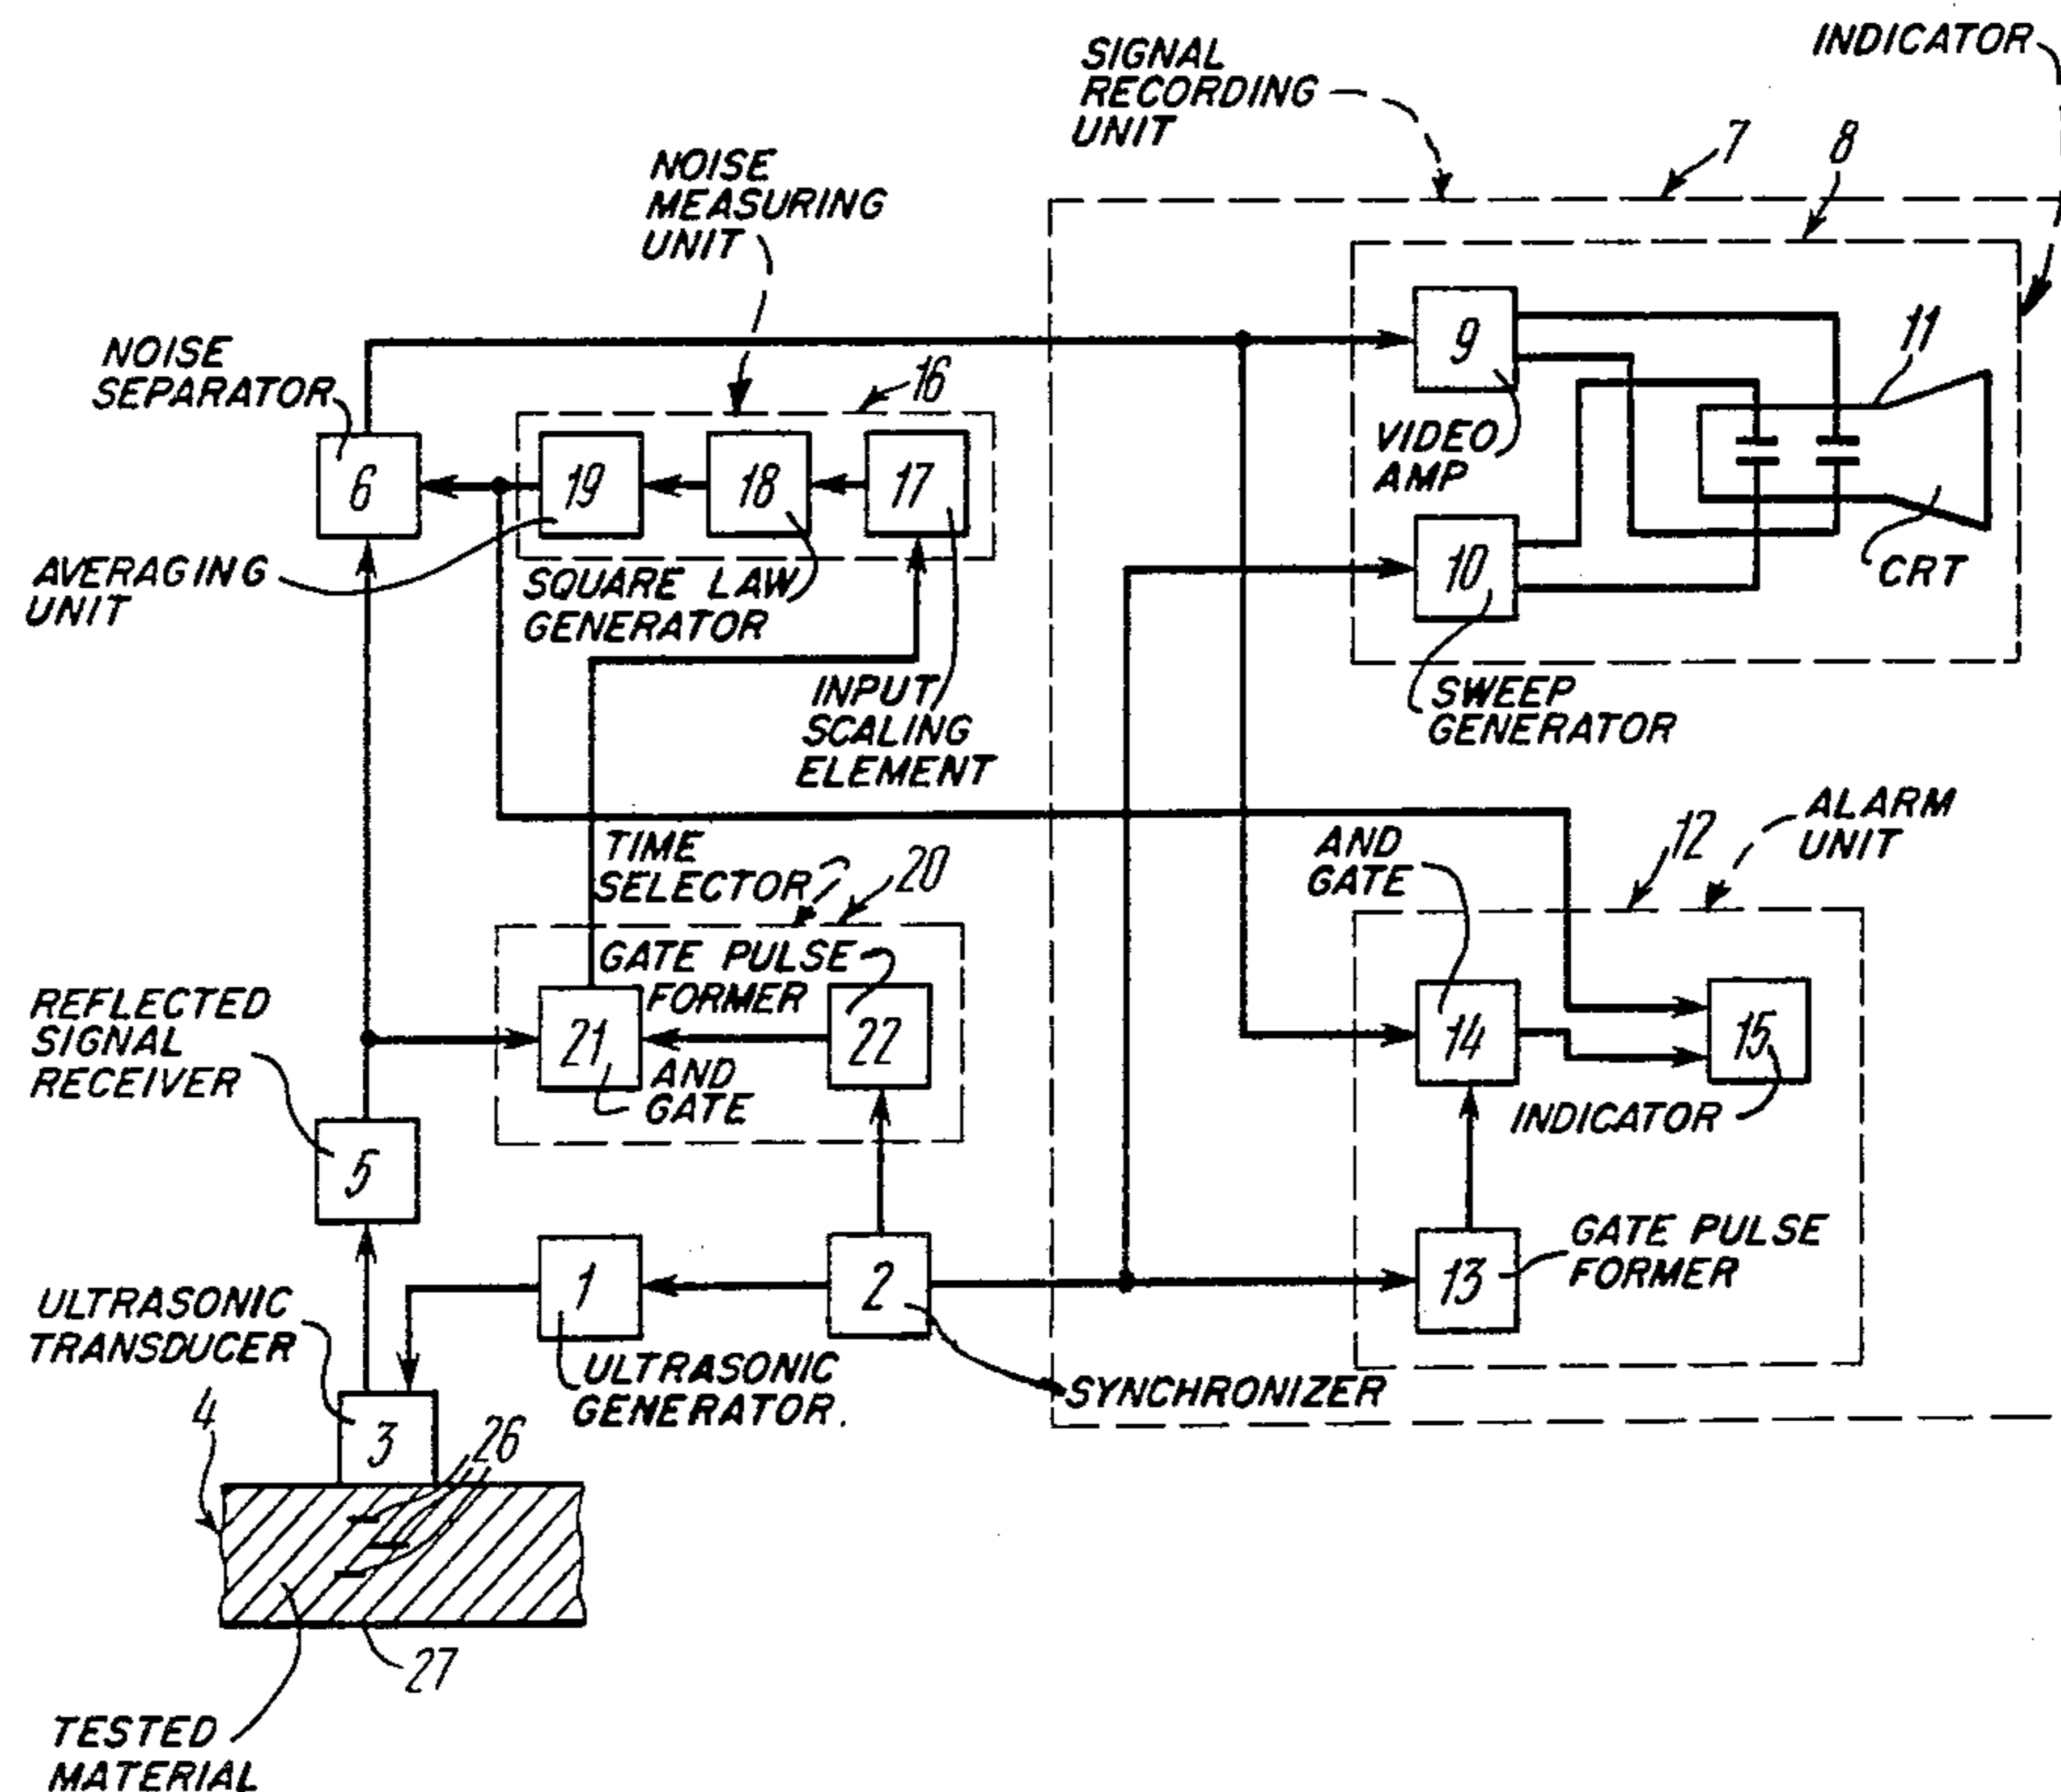 INDICATOR
SIGNAL
RECORDING
UNIT
7
8
NOISE
MEASURING
UNIT
NOISE
SEPARATOR
16
6
19
18
17
9
11
VIDEO
AMP
10
CRT
AVERAGING
UNIT
SQUARE LAW
GENERATOR
INPUT
SCALING
ELEMENT
SWEEP
GENERATOR
TIME
SELECTOR
20
AND
GATE
12
ALARM
UNIT
GATE PULSE
FORMER
REFLECTED
SIGNAL
RECEIVER
21
22
AND
GATE
14
15
INDICATOR
5
1
2
13
GATE PULSE
FORMER
ULTRASONIC
TRANSDUCER
ULTRASONIC
GENERATOR.
SYNCHRONIZER
4
3
26
27
TESTED
MATERIAL